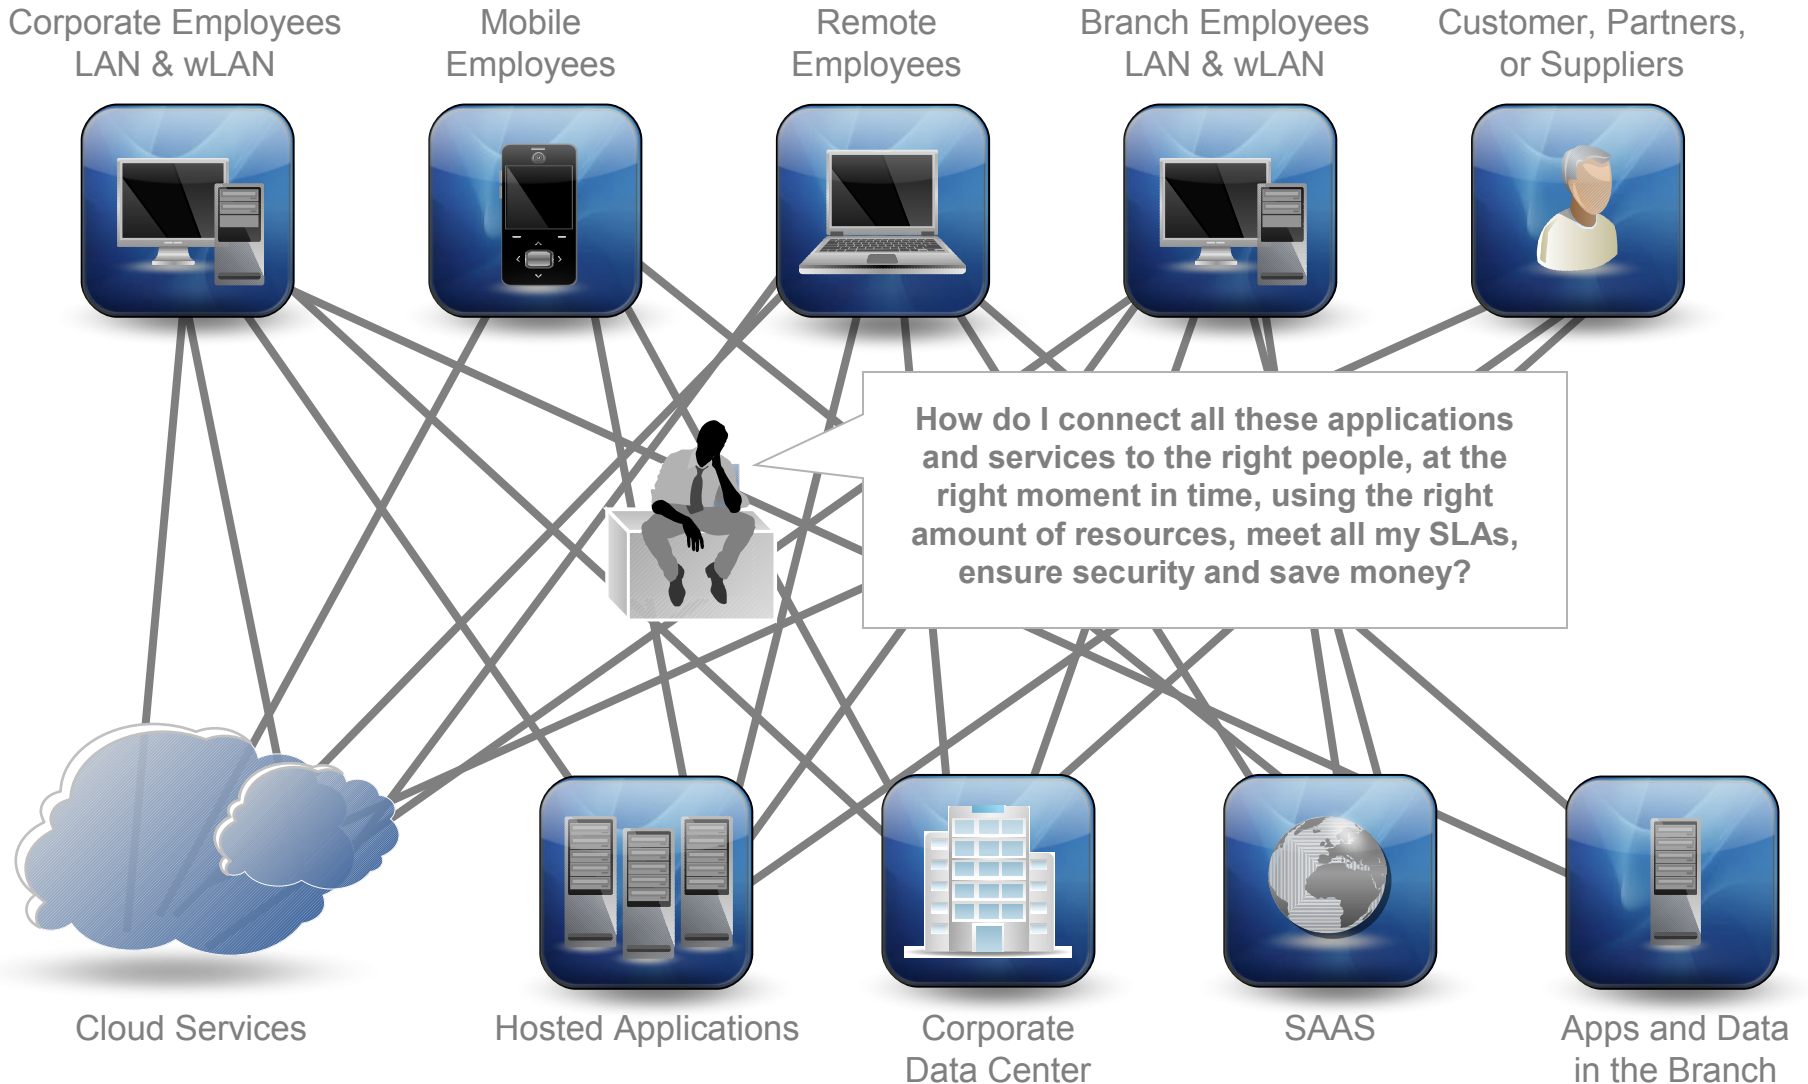 Corporate Employees
LAN & wLAN
Mobile
Employees
Remote
Employees
Branch Employees
LAN & wLAN
Customer, Partners,
or Suppliers
How do I connect all these applications
and services to the right people, at the
right moment in time, using the right
amount of resources, meet all my SLAs,
ensure security and save money?
Cloud Services
Hosted Applications
Corporate
Data Center
SAAS
Apps and Data
in the Branch